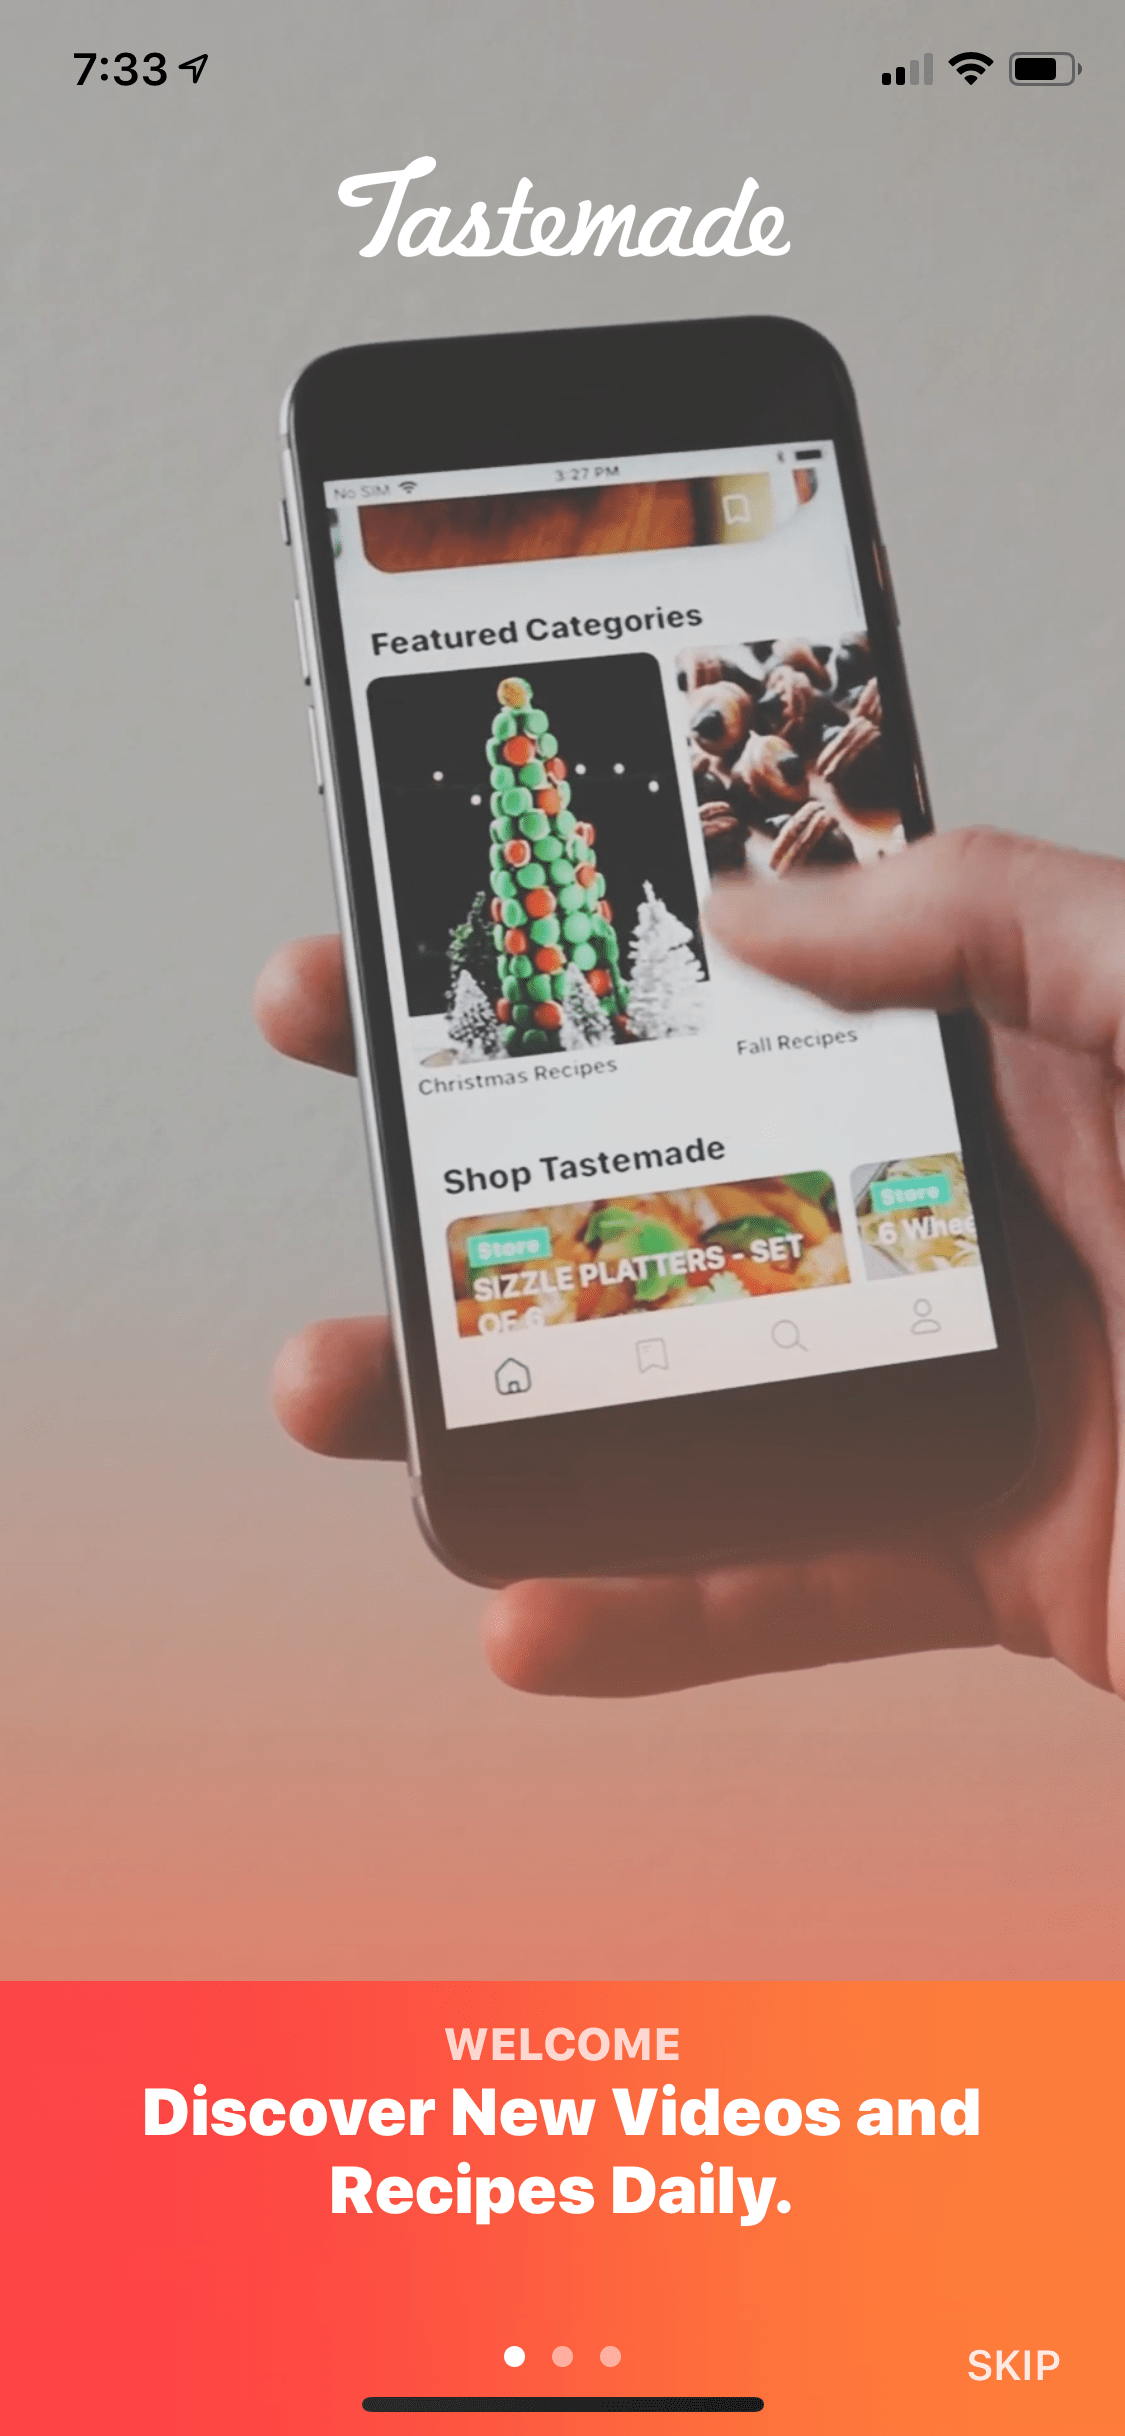 7:33
Tastemade
No SIM
3:27 PM
Featured Categories
Christmas Recipes
Fall Recipes
Shop Tastemade
Store
SIZZLE PLATTERS - SET
OF 6
Store
6 Whee
WELCOME
Discover New Videos and
Recipes Daily.
SKIP